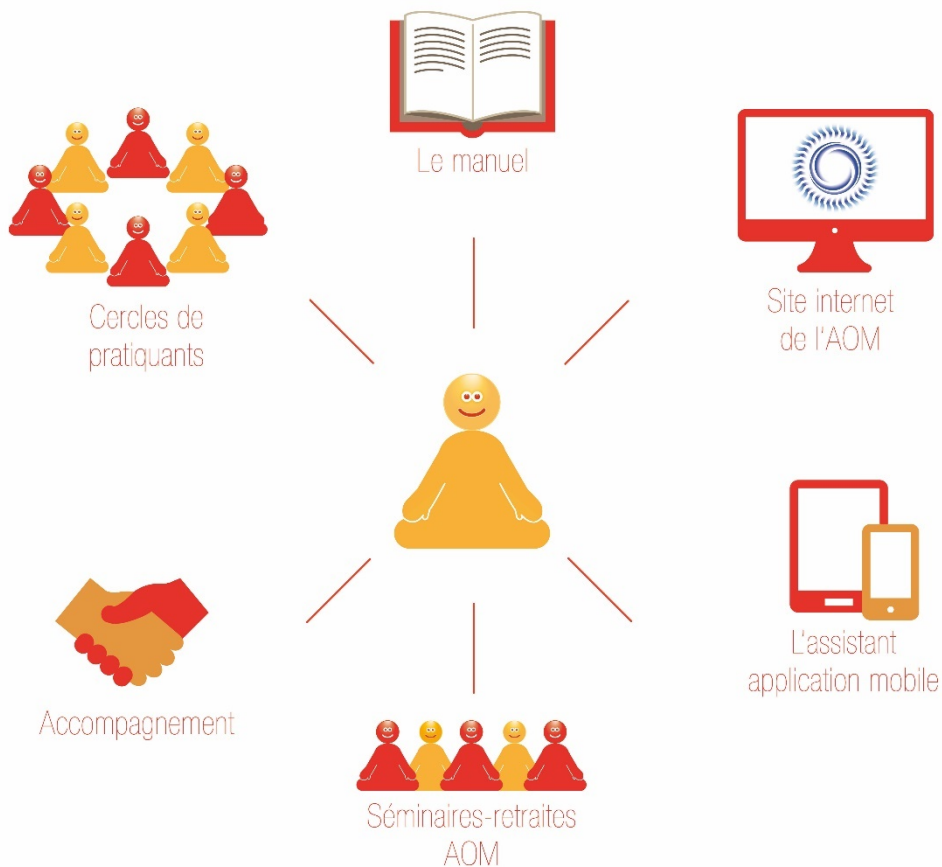 Le manuel
Cercles de
pratiquants
Site internet
de l'AOM
L'assistant
application mobile
Accompagnement
Séminaires-retraites
AOM